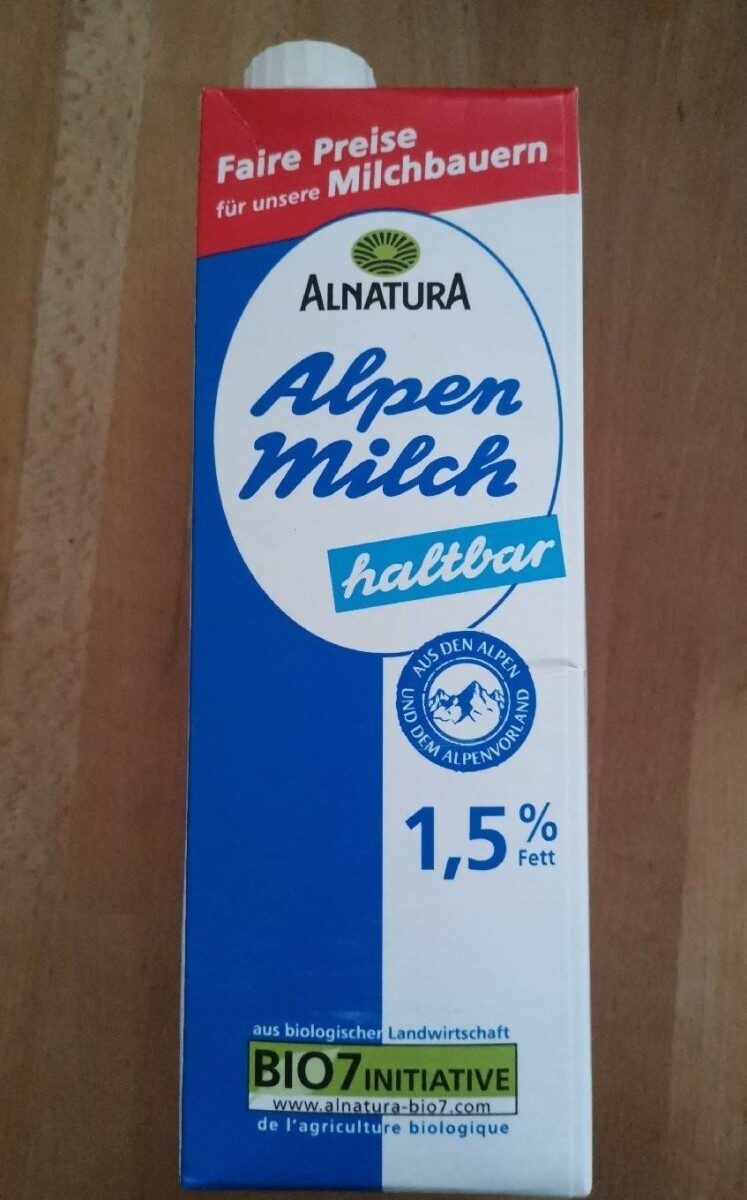 Faire Preise
für unsere Milchbauern
ALNATURA
Alpen
Milch
haltbar
AUS DEN ALPEN
UND DEM ALPENVORLAND
1,5 %
Fett
aus biologischer Landwirtschaft
BIO7 INITIATIVE
www.alnatura-bio7.com
de l'agriculture biologique